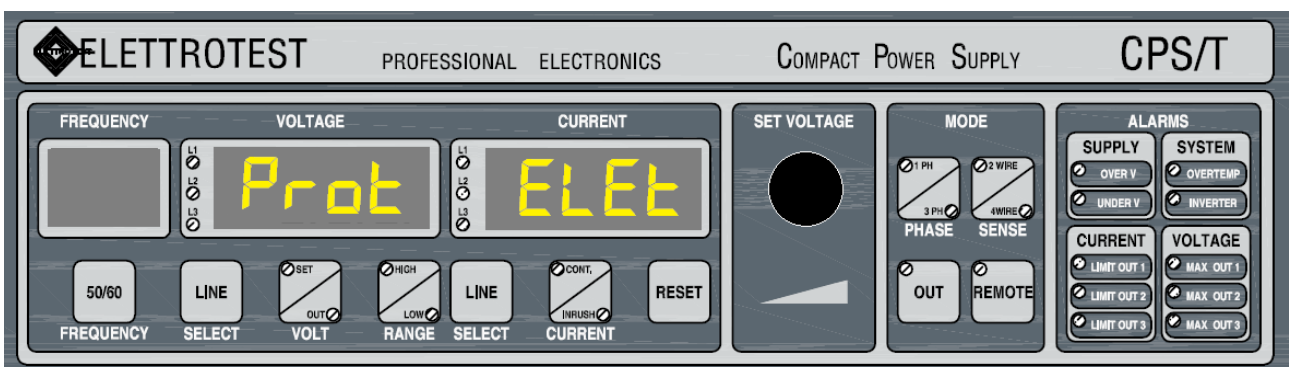 ELETTROTEST PROFESSIONAL ELECTRONICS COMPACT POWER SUPPLY CPS/T
FREQUENCY VOLTAGE CURRENT
L1
L2
L3
Prot
L1
L2
L3
ELEt
50/60
FREQUENCY
LINE
SELECT
SET
OUT
VOLT
HIGH
LOW
RANGE
LINE
SELECT
CONT,
INRUSH
CURRENT
RESET
SET VOLTAGE
MODE
1 PH
3 PH
PHASE
2 WIRE
4WIRE
SENSE
OUT
REMOTE
ALARMS
SUPPLY
OVER V
UNDER V
SYSTEM
OVERTEMP
INVERTER
CURRENT
LIMIT OUT 1
LIMIT OUT 2
LIMIT OUT 3
VOLTAGE
MAX OUT 1
MAX OUT 2
MAX OUT 3